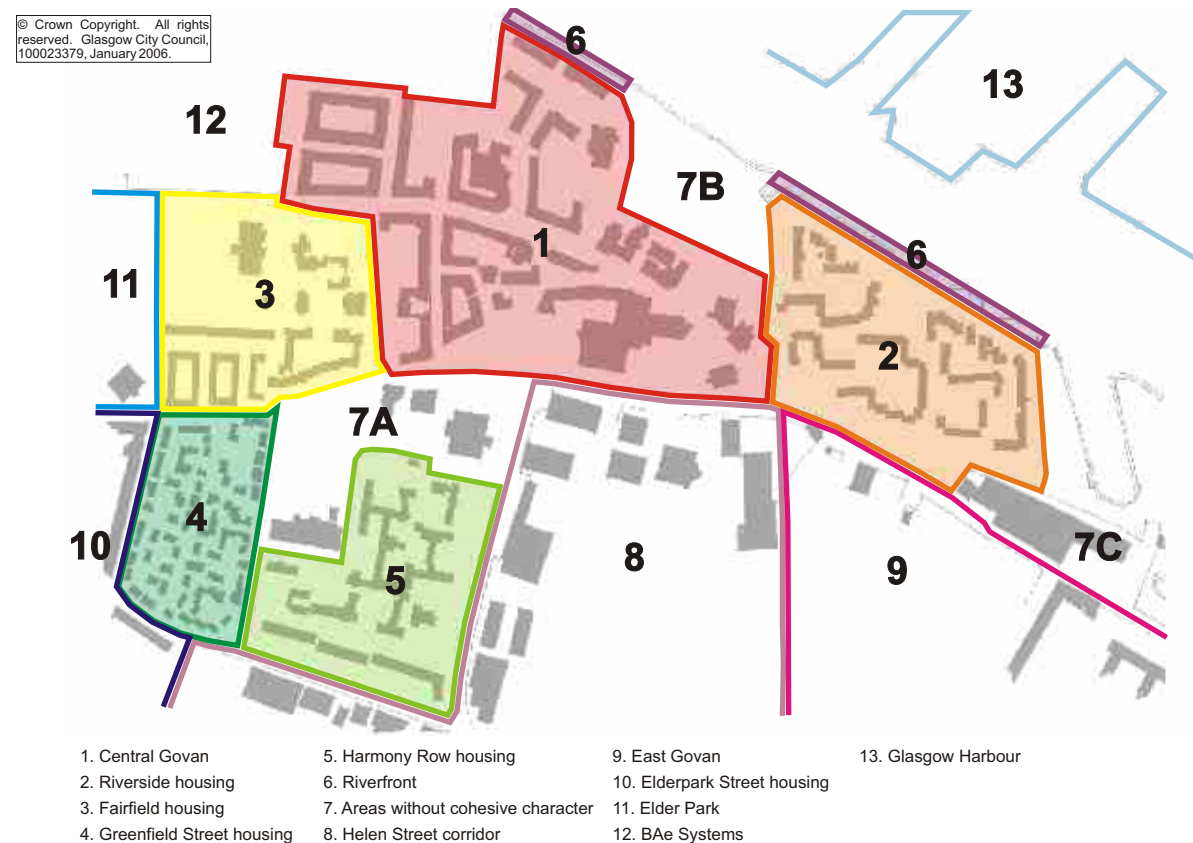 © Crown Copyright. All rights
reserved. Glasgow City Council,
100023379, January 2006.
6
13
12
7B
1
6
11
3
2
7A
4
10
5
8
9
7C
1. Central Govan
2. Riverside housing
3. Fairfield housing
4. Greenfield Street housing
5. Harmony Row housing
6. Riverfront
7. Areas without cohesive character
8. Helen Street corridor
9. East Govan
10. Elderpark Street housing
11. Elder Park
12. BAe Systems
13. Glasgow Harbour